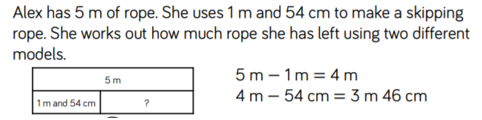 Alex has 5 m of rope. She uses 1 m and 54 cm to make a skipping
rope. She works out how much rope she has left using two different
models.
5 m
1 m and 54 cm
?
5 m – 1 m = 4 m
4 m – 54 cm = 3 m 46 cm